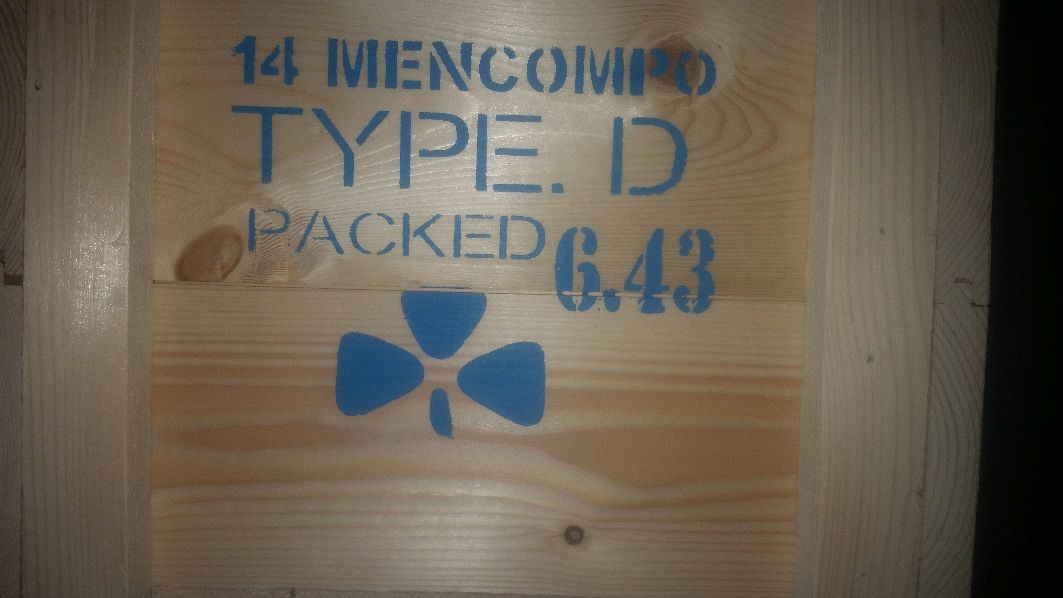 14 MENCOMPO
TYPE. D
PACKED 6.43